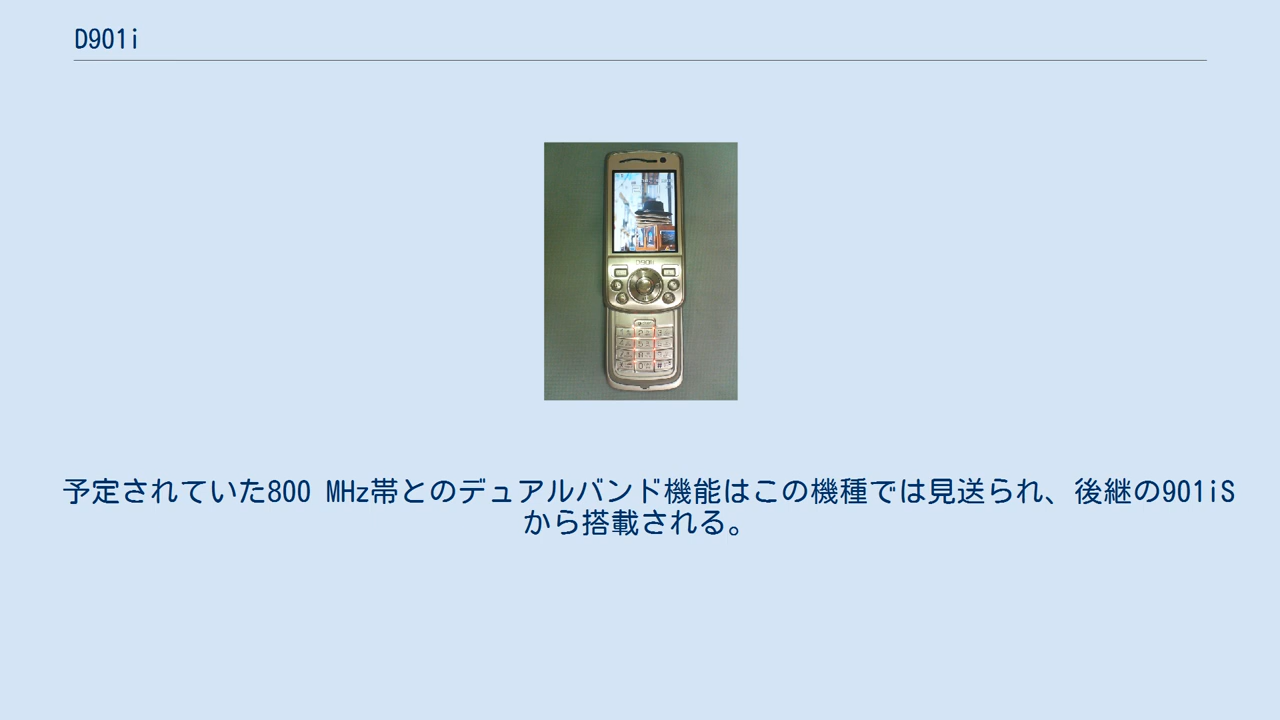 D901i
予定されていた800 MHz帯とのデュアルバンド機能はこの機種では見送られ、後継の901iS
から搭載される。